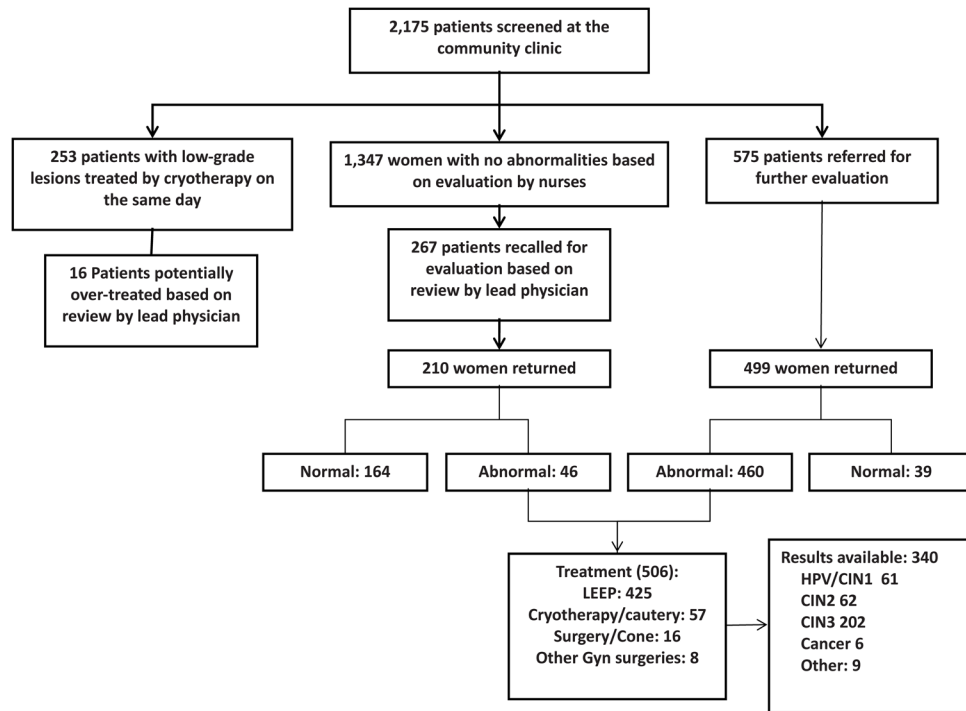 2,175 patients screened at the
community clinic
253 patients with low-grade
lesions treated by cryotherapy on
the same day
1,347 women with no abnormalities based
on evaluation by nurses
575 patients referred for
further evaluation
16 Patients potentially
over-treated based on
review by lead physician
267 patients recalled for
evaluation based on
review by lead physician
210 women returned
499 women returned
Normal: 164
Abnormal: 46
Abnormal: 460
Normal: 39
Treatment (506):
LEEP: 425
Cryotherapy/cautery: 57
Surgery/Cone: 16
Other Gyn surgeries: 8
Results available: 340
HPV/CIN1 61
CIN2 62
CIN3 202
Cancer 6
Other: 9